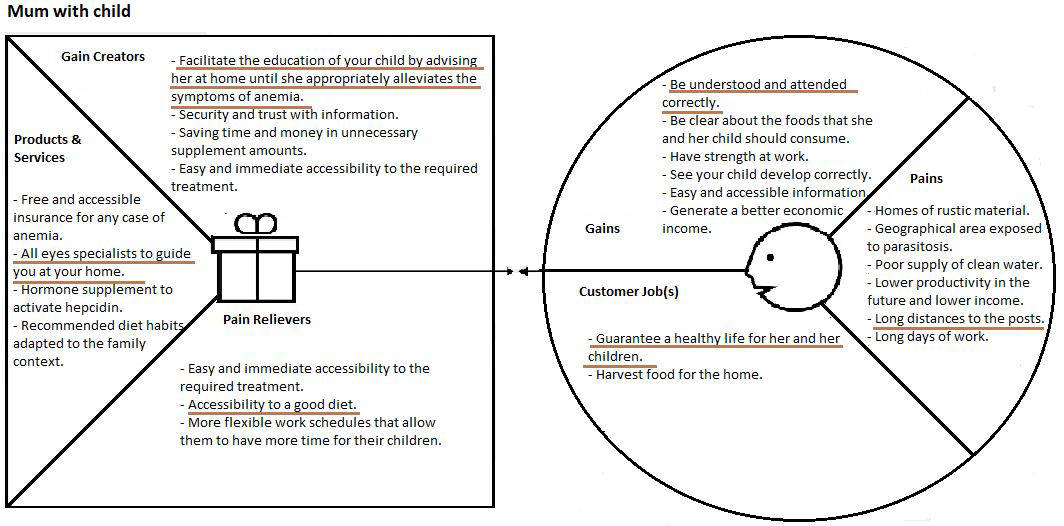 Mum with child
Gain Creators
- Facilitate the education of your child by advising
her at home until she appropriately alleviates the
symptoms of anemia.
- Security and trust with information.
- Saving time and money in unnecessary
supplement amounts.
- Easy and immediate accessibility to the required
treatment.
Products &
Services
- Free and accessible
insurance for any case of
anemia.
- All eyes specialists to guide
you at your home.
- Hormone supplement to
activate hepcidin.
- Recommended diet habits
adapted to the family
context.
Pain Relievers
- Easy and immediate accessibility to the
required treatment.
- Accessibility to a good diet.
- More flexible work schedules that allow
them to have more time for their children.
- Be understood and attended
correctly.
- Be clear about the foods that she
and her child should consume.
- Have strength at work.
- See your child develop correctly.
- Easy and accessible information
- Generate a better economic
income.
Gains
Pains
- Homes of rustic material.
- Geographical area exposed
to parasitosis.
- Poor supply of clean water.
- Lower productivity in the
future and lower income.
- Long distances to the posts.
- Long days of work.
Customer Job(s)
- Guarantee a healthy life for her and her
children.
- Harvest food for the home.